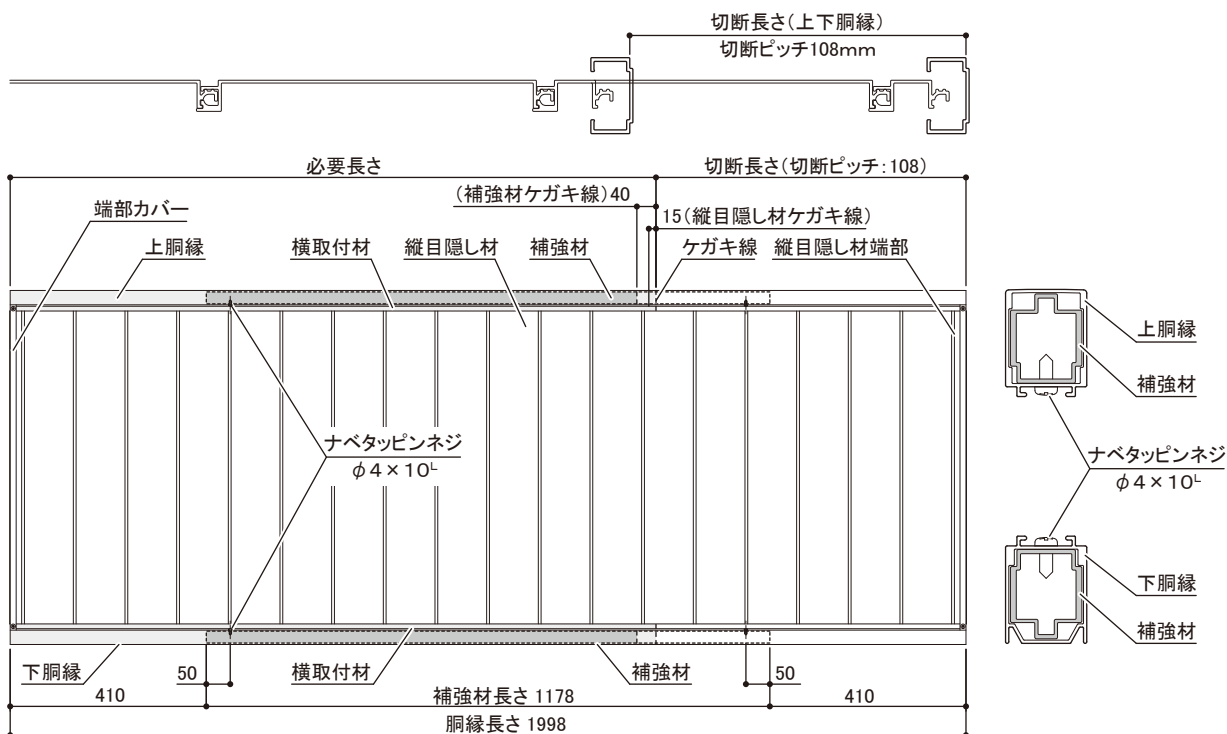 切断長さ(上下胴縁)
切断ピッチ108mm
必要長さ
切断長さ(切断ピッチ:108)
(補強材ケガキ線)40
15(縦目隠し材ケガキ線)
端部カバー
上胴縁
横取付材
縦目隠し材
補強材
ケガキ線
縦目隠し材端部
上胴縁
補強材
ナベタッピンネジ
φ4×10ᴸ
ナベタッピンネジ
φ4×10ᴸ
下胴縁
補強材
下胴縁
50
横取付材
補強材
50
410
補強材長さ 1178
410
胴縁長さ 1998